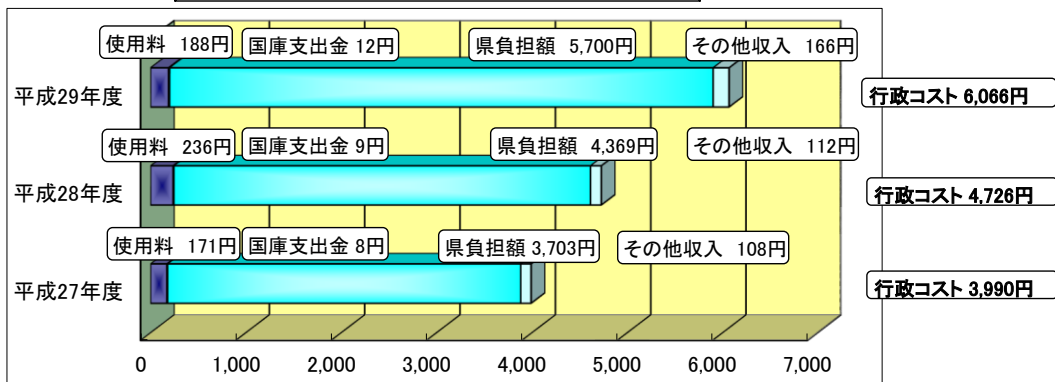 使用料 188円 国庫支出金 12円 県負担額 5,700円 その他収入 166円
平成29年度 行政コスト 6,066円
使用料 236円 国庫支出金 9円 県負担額 4,369円 その他収入 112円
平成28年度 行政コスト 4,726円
使用料 171円 国庫支出金 8円 県負担額 3,703円 その他収入 108円
平成27年度 行政コスト 3,990円
0 1,000 2,000 3,000 4,000 5,000 6,000 7,000